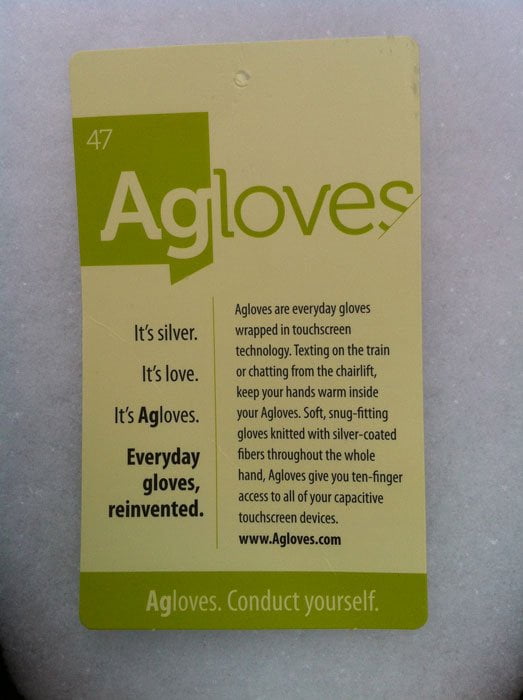 47
Agloves
It's silver.
It's love.
It's Agloves.
Everyday
gloves,
reinvented.
Agloves are everyday gloves
wrapped in touchscreen
technology. Texting on the train
or chatting from the chairlift,
keep your hands warm inside
your Agloves. Soft, snug-fitting
gloves knitted with silver-coated
fibers throughout the whole
hand, Agloves give you ten-finger
access to all of your capacitive
touchscreen devices.
www.Agloves.com
Agloves. Conduct yourself.